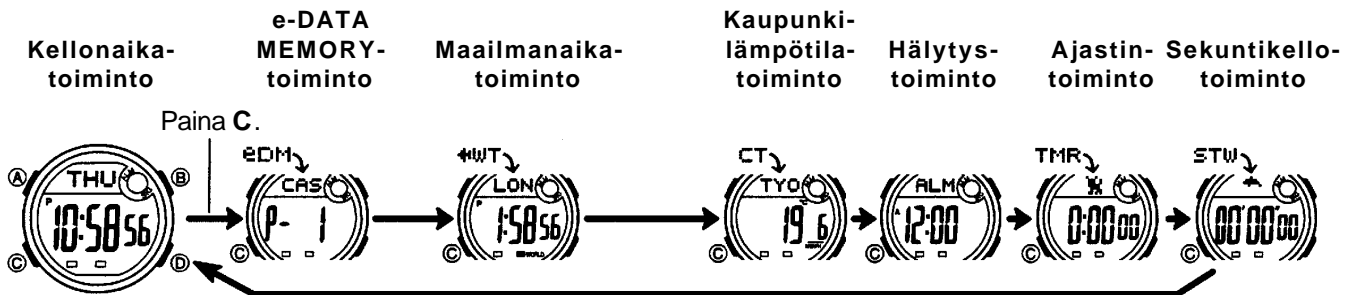 Kellonaika-
toiminto
e-DATA
MEMORY-
toiminto
Maailmanaika-
toiminto
Kaupunki-
lämpötila-
toiminto
Hälytys-
toiminto
Ajastin-
toiminto
Sekuntikello-
toiminto
Paina C.
A
B
C
D
THU
P
10:58 56
eDM
CAS
P- 1
C
WT
LON
P
1:58 56
WORLD
C
CT
TYO
19 6
C
ALM
A
12:00
C
TMR
0:00 00
C
STW
00'00"00
C